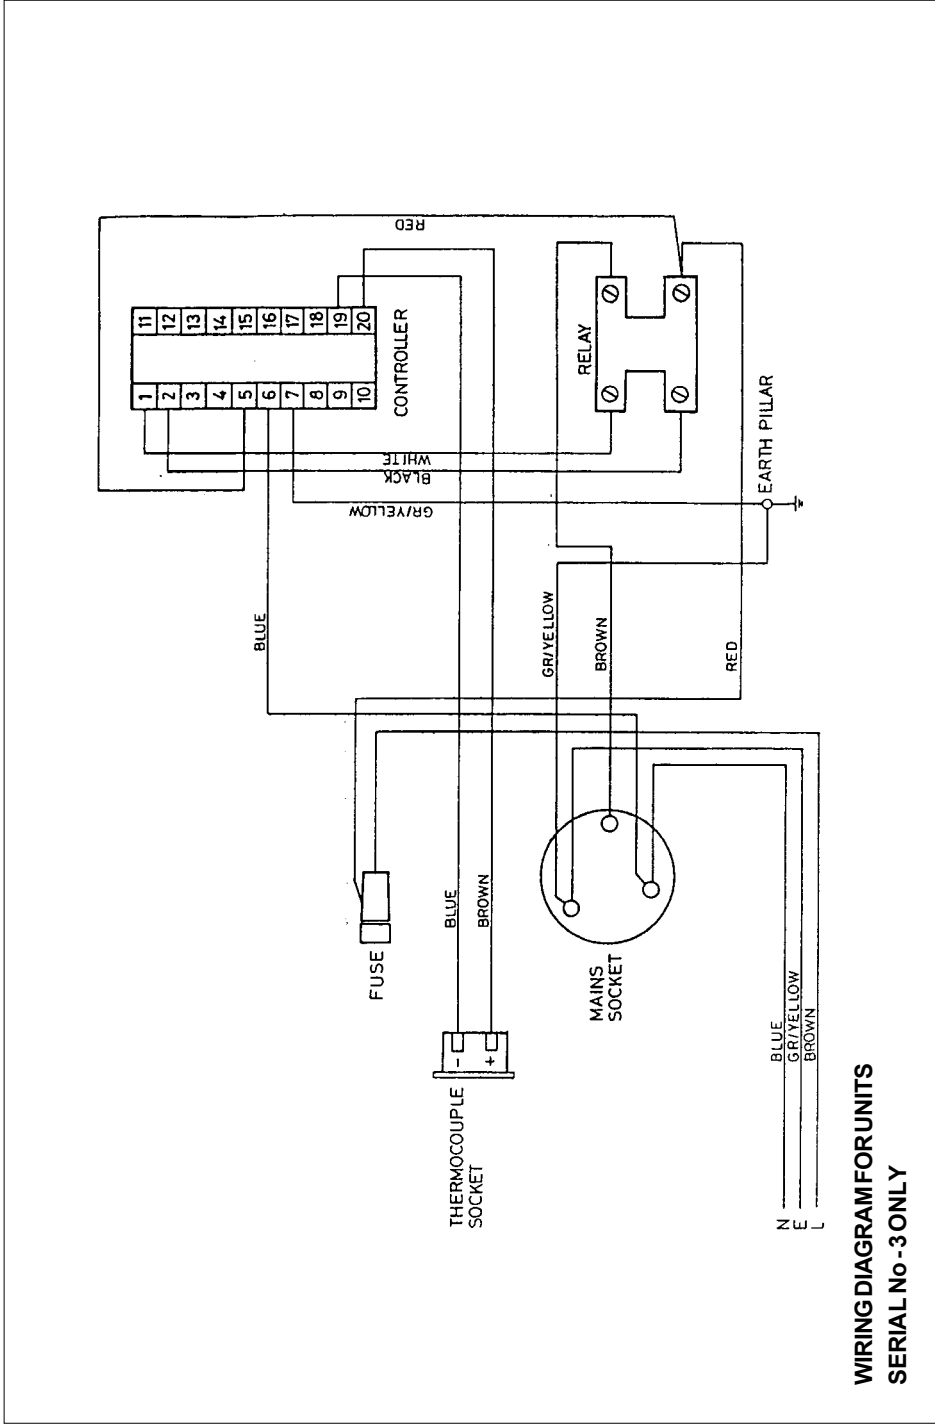 RED
11
12
13
14
15
16
17
18
19
20
1
2
3
4
5
6
7
8
9
10
CONTROLLER
RELAY
WHITE
BLACK
GR/YELLOW
EARTH PILLAR
BLUE
GR/YELLOW
BROWN
RED
FUSE
BLUE
BROWN
-
+
THERMOCOUPLE
SOCKET
MAINS
SOCKET
BLUE
GR/YELLOW
BROWN
N
E
L
WIRING DIAGRAM FOR UNITS
SERIAL No - 3 ONLY